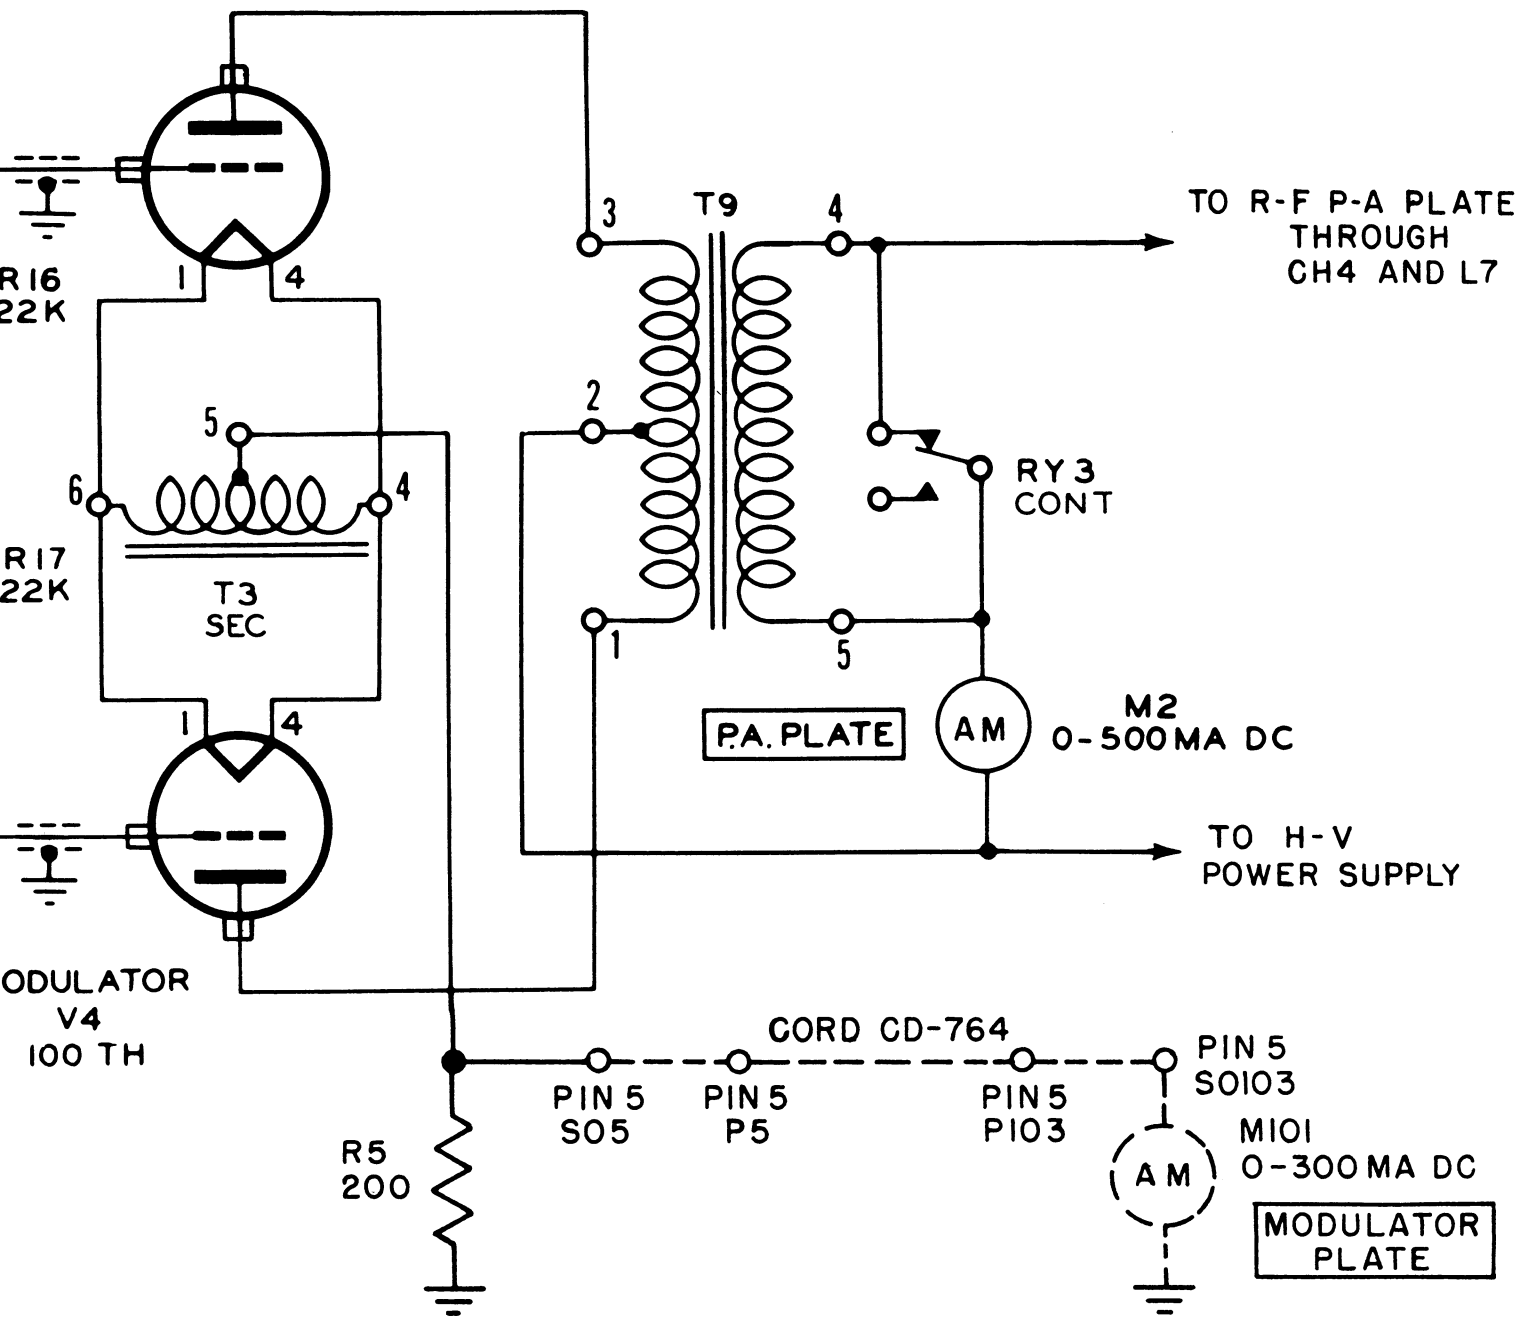 T9
3
4
TO R-F P-A PLATE
THROUGH
CH4 AND L7
R16
22K
1
4
2
5
6
4
RY3
CONT
R17
22K
T3
SEC
1
5
1
4
P.A. PLATE
AM
M2
0-500MA DC
TO H-V
POWER SUPPLY
ODULATOR
V4
100 TH
CORD CD-764
PIN 5
SO5
PIN 5
P5
PIN 5
P103
PIN 5
SO103
R5
200
AM
M101
0-300MA DC
MODULATOR
PLATE